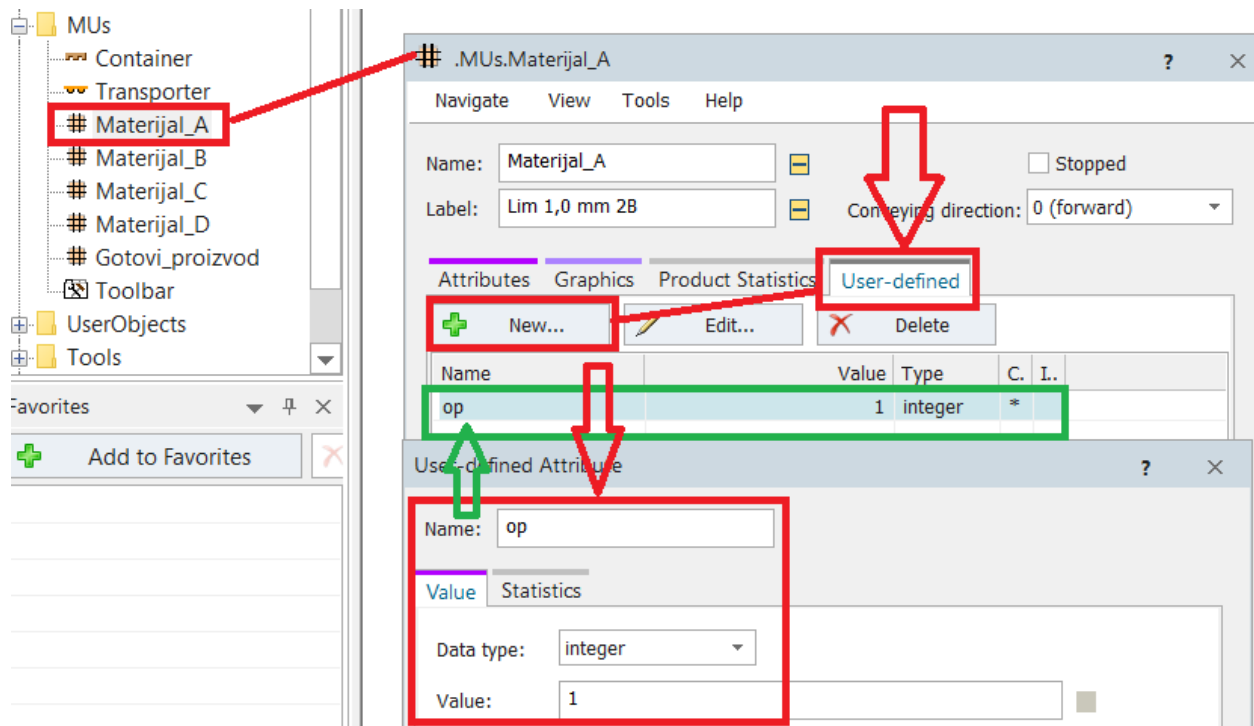 MUs
Container
Transporter
Materijal_A
Materijal_B
Materijal_C
Materijal_D
Gotovi_proizvod
Toolbar
UserObjects
Tools
Favorites
Add to Favorites
.MUs.Materijal_A ? ×
Navigate View Tools Help
Name: Materijal_A Stopped
Label: Lim 1,0 mm 2B Conveying direction: 0 (forward)
Attributes Graphics Product Statistics User-defined
New... Edit... Delete
Name Value Type C. I..
op 1 integer *
User-defined Attribute ? ×
Name: op
Value Statistics
Data type: integer
Value: 1